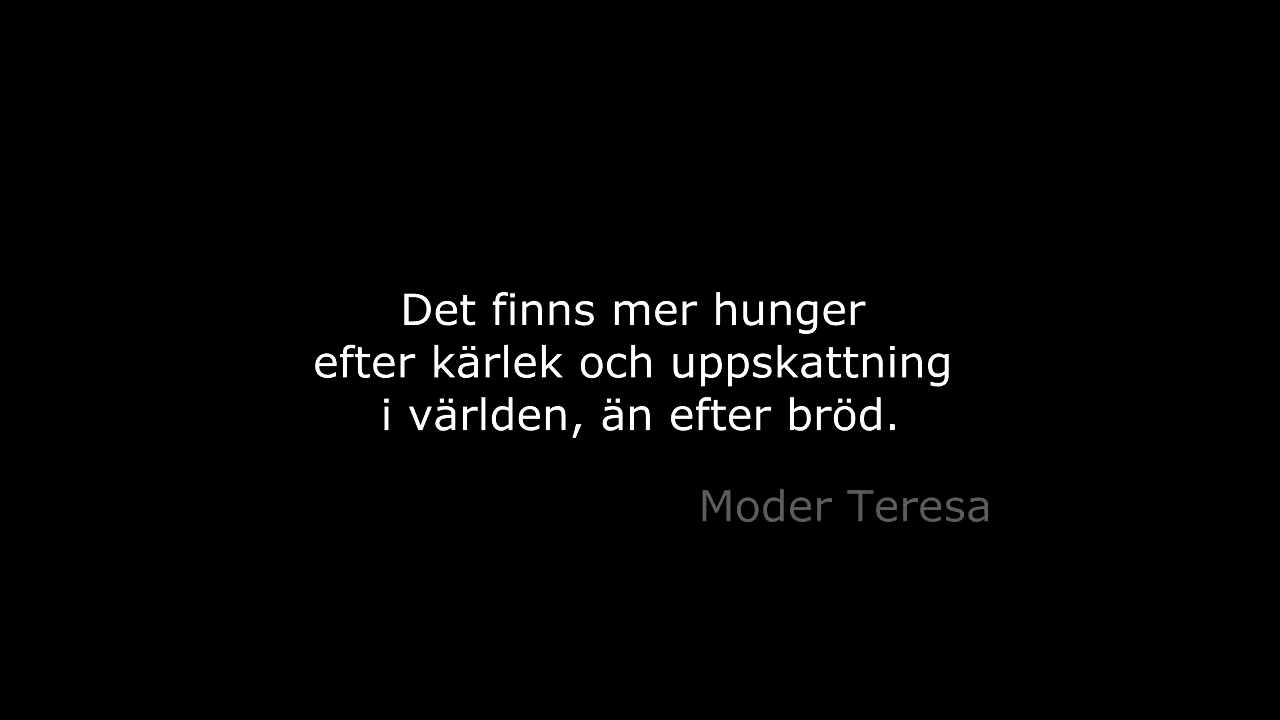 Det finns mer hunger
efter kärlek och uppskattning
i världen, än efter bröd.
Moder Teresa